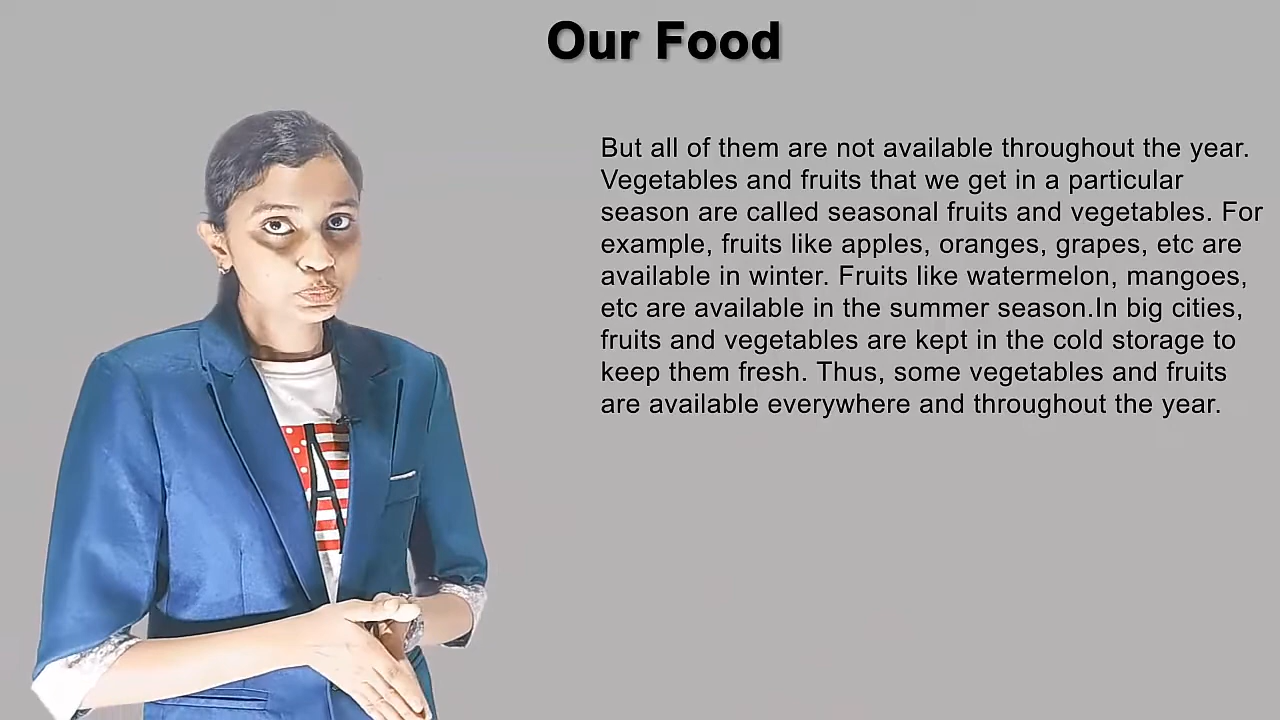 Our Food
But all of them are not available throughout the year.
Vegetables and fruits that we get in a particular
season are called seasonal fruits and vegetables. For
example, fruits like apples, oranges, grapes, etc are
available in winter. Fruits like watermelon, mangoes,
etc are available in the summer season.In big cities,
fruits and vegetables are kept in the cold storage to
keep them fresh. Thus, some vegetables and fruits
are available everywhere and throughout the year.
A